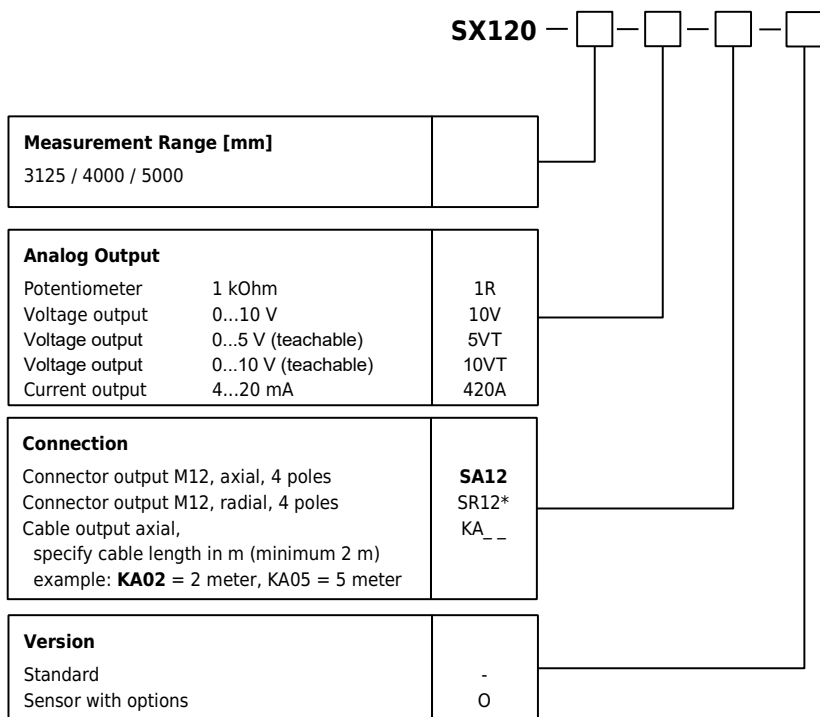 SX120 — □ — □ — □ — □
Measurement Range [mm]
3125 / 4000 / 5000
Analog Output
Potentiometer 1 kOhm 1R
Voltage output 0...10 V 10V
Voltage output 0...5 V (teachable) 5VT
Voltage output 0...10 V (teachable) 10VT
Current output 4...20 mA 420A
Connection
Connector output M12, axial, 4 poles SA12
Connector output M12, radial, 4 poles SR12*
Cable output axial, KA_ _
specify cable length in m (minimum 2 m)
example: KA02 = 2 meter, KA05 = 5 meter
Version
Standard -
Sensor with options O